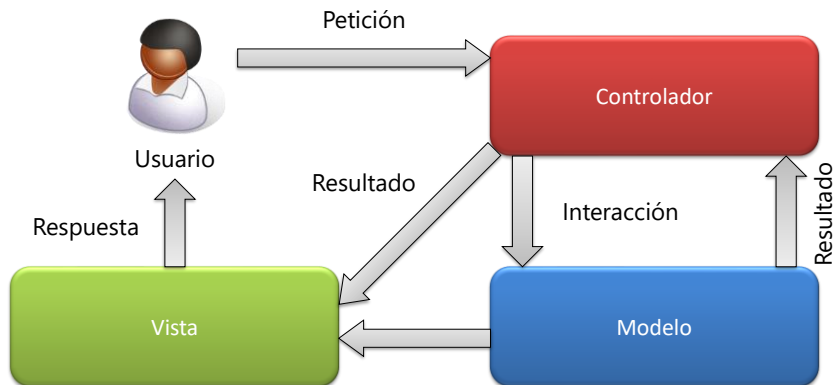 Petición
Controlador
Usuario
Resultado
Interacción
Resultado
Respuesta
Vista
Modelo